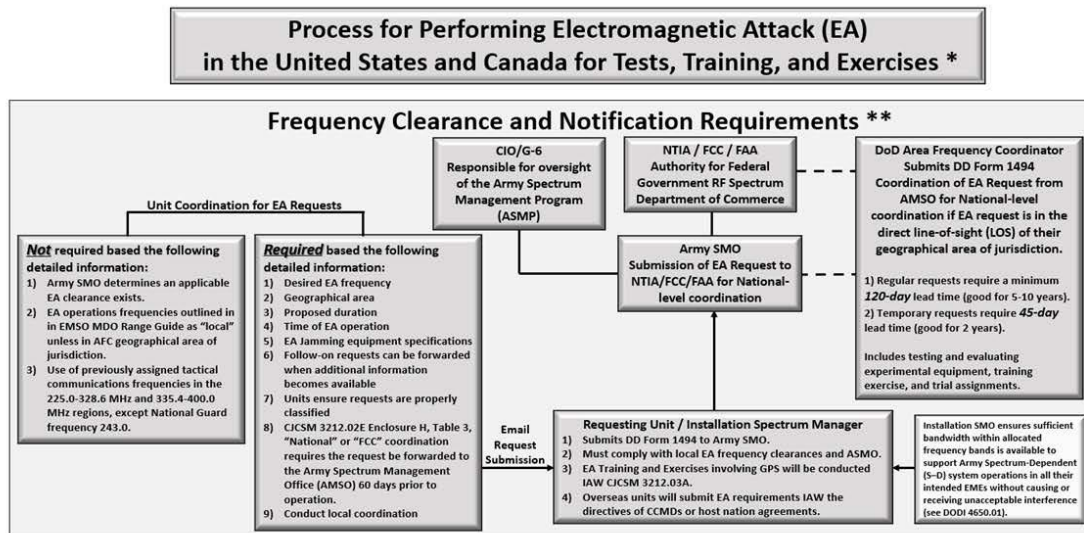 Process for Performing Electromagnetic Attack (EA)
in the United States and Canada for Tests, Training, and Exercises *
Frequency Clearance and Notification Requirements **
CIO/G-6
Responsible for oversight
of the Army Spectrum
Management Program
(ASMP)
NTIA / FCC / FAA
Authority for Federal
Government RF Spectrum
Department of Commerce
DoD Area Frequency Coordinator
Submits DD Form 1494
Coordination of EA Request from
AMSO for National-level
coordination if EA request is in the
direct line-of-sight (LOS) of their
geographical area of jurisdiction.
1) Regular requests require a minimum
120-day lead time (good for 5-10 years).
2) Temporary requests require 45-day
lead time (good for 2 years).
Includes testing and evaluating
experimental equipment, training
exercise, and trial assignments.
Unit Coordination for EA Requests
Not required based the following
detailed information:
1) Army SMO determines an applicable
EA clearance exists.
2) EA operations frequencies outlined in
in EMSO MDO Range Guide as “local”
unless in AFC geographical area of
jurisdiction.
3) Use of previously assigned tactical
communications frequencies in the
225.0-328.6 MHz and 335.4-400.0
MHz regions, except National Guard
frequency 243.0.
Required based the following
detailed information:
1) Desired EA frequency
2) Geographical area
3) Proposed duration
4) Time of EA operation
5) EA Jamming equipment specifications
6) Follow-on requests can be forwarded
when additional information
becomes available
7) Units ensure requests are properly
classified
8) CJCSM 3212.02E Enclosure H, Table 3,
“National” or “FCC” coordination
requires the request be forwarded to
the Army Spectrum Management
Office (AMSO) 60 days prior to
operation.
9) Conduct local coordination
Army SMO
Submission of EA Request to
NTIA/FCC/FAA for National-
level coordination
Email
Request
Submission
Requesting Unit / Installation Spectrum Manager
1) Submits DD Form 1494 to Army SMO.
2) Must comply with local EA frequency clearances and ASMO.
3) EA Training and Exercises involving GPS will be conducted
IAW CJCSM 3212.03A.
4) Overseas units will submit EA requirements IAW the
directives of CCMDs or host nation agreements.
Installation SMO ensures sufficient
bandwidth within allocated
frequency bands is available to
support Army Spectrum-Dependent
(S–D) system operations in all their
intended EMEs without causing or
receiving unacceptable interference
(see DODI 4650.01).